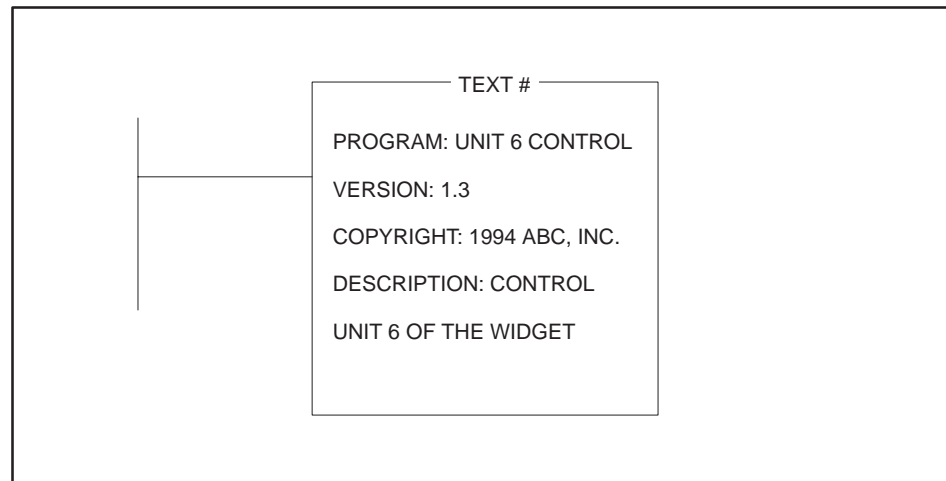 TEXT #
PROGRAM: UNIT 6 CONTROL
VERSION: 1.3
COPYRIGHT: 1994 ABC, INC.
DESCRIPTION: CONTROL
UNIT 6 OF THE WIDGET